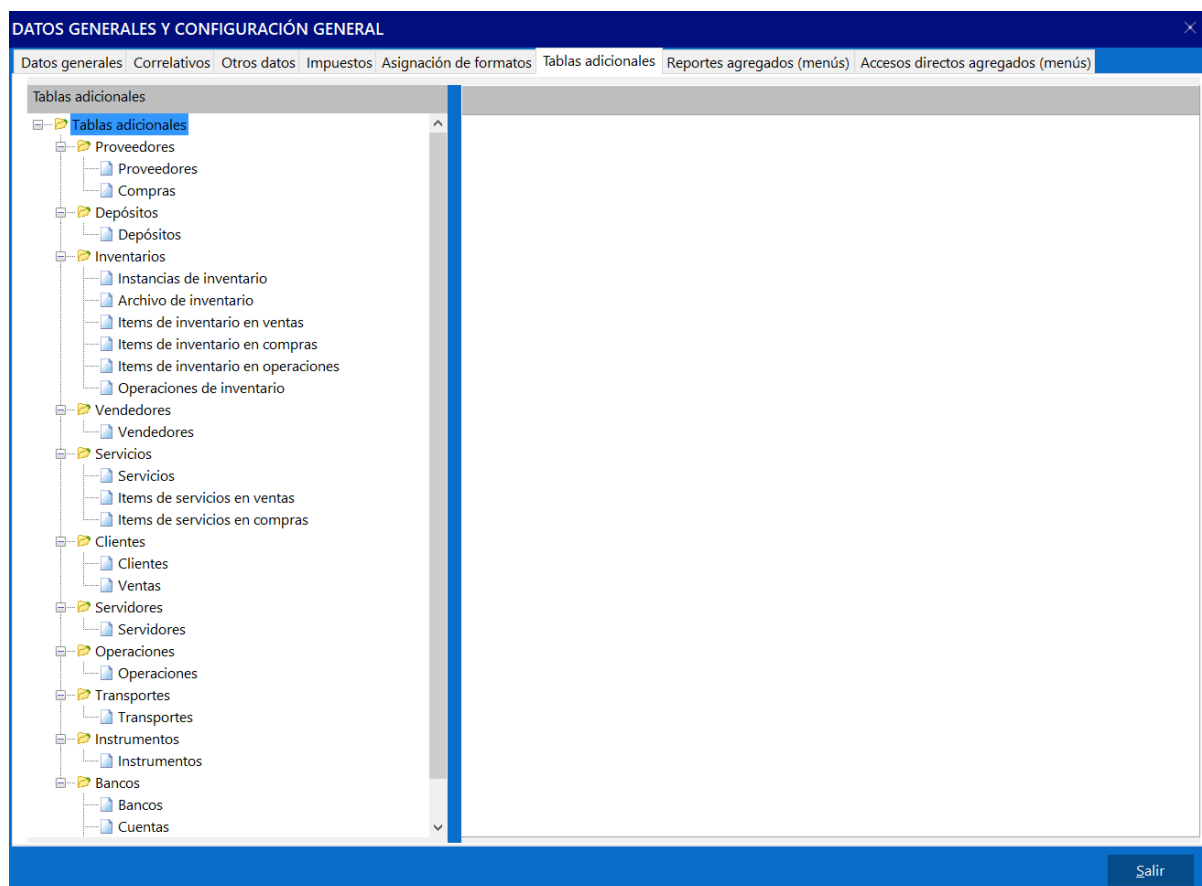 DATOS GENERALES Y CONFIGURACIÓN GENERAL
Datos generales Correlativos Otros datos Impuestos Asignación de formatos Tablas adicionales Reportes agregados (menús) Accesos directos agregados (menús)
Tablas adicionales
Tablas adicionales
Proveedores
Proveedores
Compras
Depósitos
Depósitos
Inventarios
Instancias de inventario
Archivo de inventario
Items de inventario en ventas
Items de inventario en compras
Items de inventario en operaciones
Operaciones de inventario
Vendedores
Vendedores
Servicios
Servicios
Items de servicios en ventas
Items de servicios en compras
Clientes
Clientes
Ventas
Servidores
Servidores
Operaciones
Operaciones
Transportes
Transportes
Instrumentos
Instrumentos
Bancos
Bancos
Cuentas
Salir